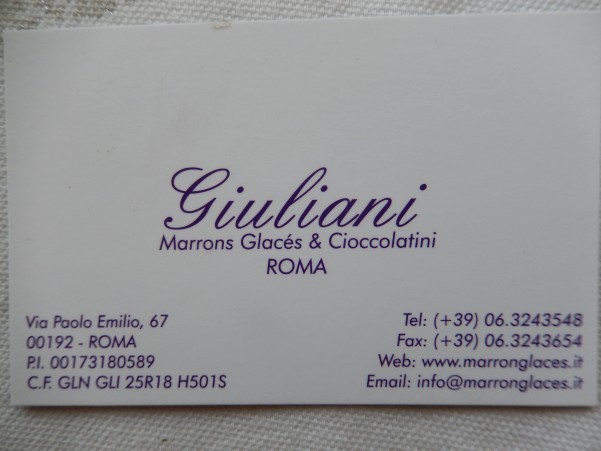 Giuliani
Marrons Glacés & Cioccolatini
ROMA
Via Paolo Emilio, 67
00192 - ROMA
P.I. 00173180589
C.F. GLN GLI 25R18 H501S
Tel: (+39) 06.3243548
Fax: (+39) 06.3243654
Web: www.marronglaces.it
Email: info@marronglaces.it